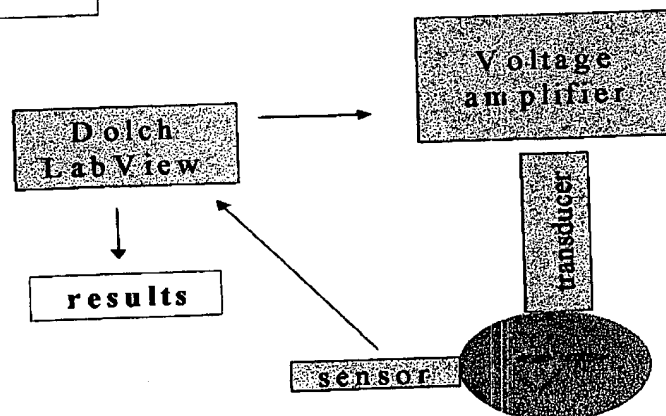 Voltage
amplifier
Dolch
LabView
transducer
results
sensor